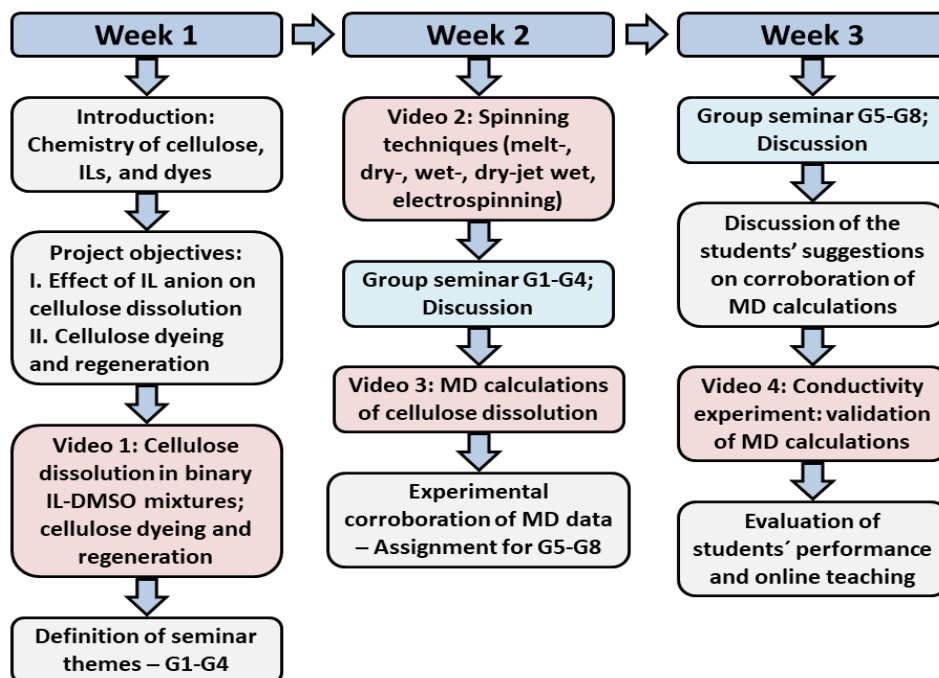 Week 1
Introduction:
Chemistry of cellulose,
ILs, and dyes
Project objectives:
I. Effect of IL anion on
cellulose dissolution
II. Cellulose dyeing
and regeneration
Video 1: Cellulose
dissolution in binary
IL-DMSO mixtures;
cellulose dyeing and
regeneration
Definition of seminar
themes – G1-G4
Week 2
Video 2: Spinning
techniques (melt-,
dry-, wet-, dry-jet wet,
electrospinning)
Group seminar G1-G4;
Discussion
Video 3: MD calculations
of cellulose dissolution
Experimental
corroboration of MD data
– Assignment for G5-G8
Week 3
Group seminar G5-G8;
Discussion
Discussion of the
students’ suggestions
on corroboration of
MD calculations
Video 4: Conductivity
experiment: validation
of MD calculations
Evaluation of
students´ performance
and online teaching